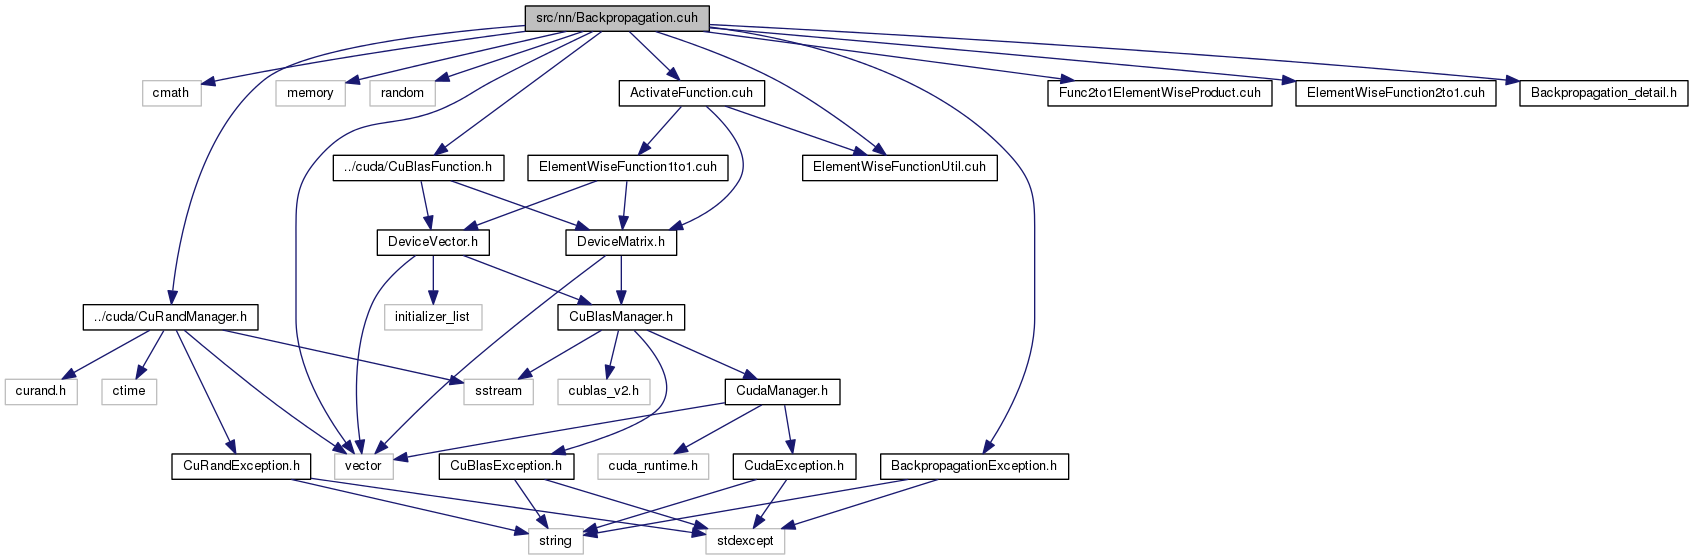 src/nn/Backpropagation.cuh
cmath
memory
random
ActivateFunction.cuh
Func2to1ElementWiseProduct.cuh
ElementWiseFunction2to1.cuh
Backpropagation_detail.h
../cuda/CuBlasFunction.h
ElementWiseFunction1to1.cuh
ElementWiseFunctionUtil.cuh
DeviceVector.h
DeviceMatrix.h
../cuda/CuRandManager.h
initializer_list
CuBlasManager.h
curand.h
ctime
sstream
cublas_v2.h
CudaManager.h
CuRandException.h
vector
CuBlasException.h
cuda_runtime.h
CudaException.h
BackpropagationException.h
string
stdexcept